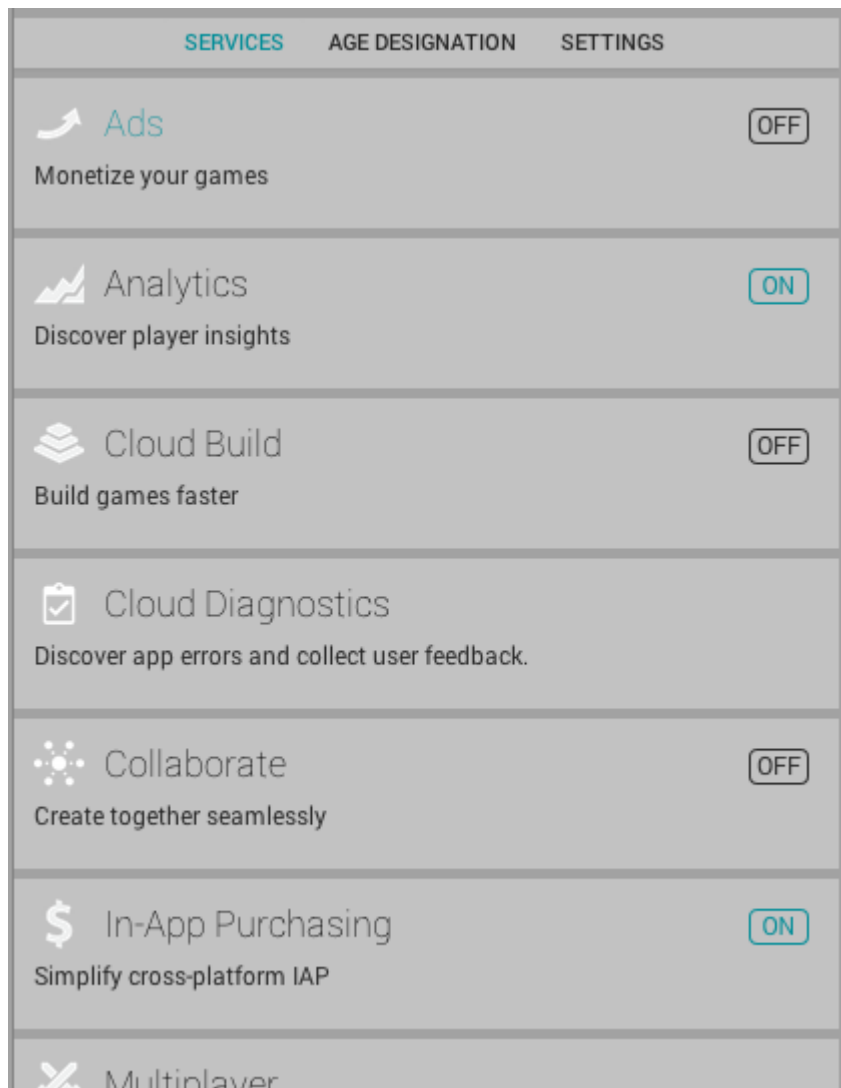 SERVICES AGE DESIGNATION SETTINGS
Ads OFF
Monetize your games
Analytics ON
Discover player insights
Cloud Build OFF
Build games faster
Cloud Diagnostics
Discover app errors and collect user feedback.
Collaborate OFF
Create together seamlessly
In-App Purchasing ON
Simplify cross-platform IAP
Multiplayer